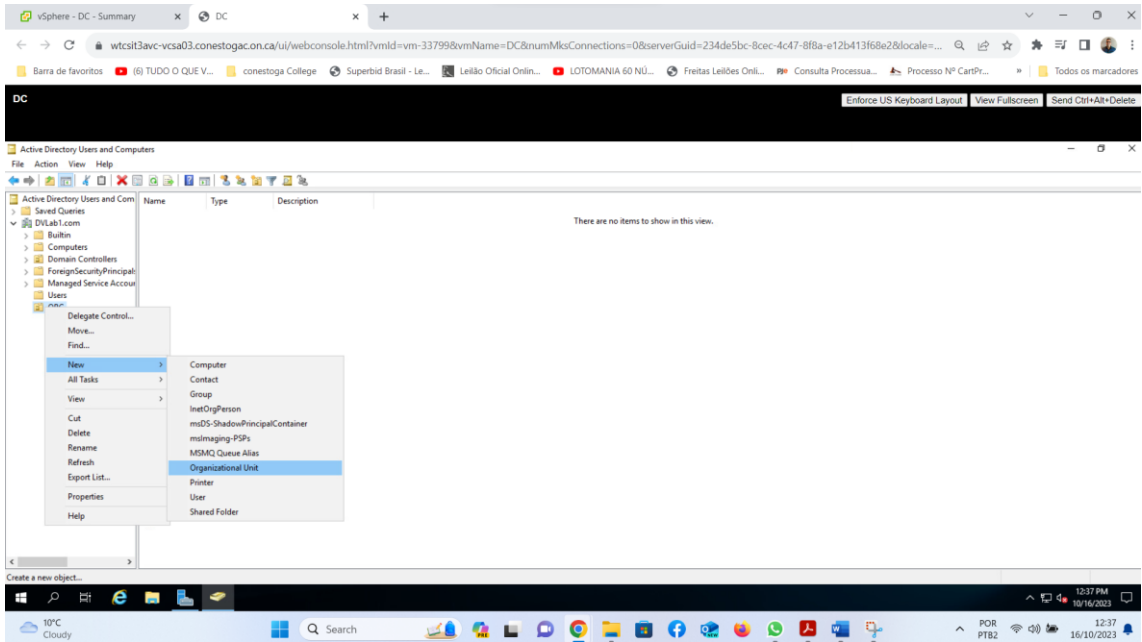 vSphere - DC - Summary
DC
wtcsit3avc-vcsa03.conestogac.on.ca/ui/webconsole.html?vmId=vm-33799&vmName=DC&numMksConnections=0&serverGuid=234de5bc-8cec-4c47-8f8a-e12b413f68e2&locale=...
Barra de favoritos (6) TUDO O QUE V... conestoga College Superbid Brasil - Le... Leilão Oficial Onlin... LOTOMANIA 60 NÚ... Freitas Leilões Onli... Consulta Processua... Processo Nº CartPr... » Todos os marcadores
DC Enforce US Keyboard Layout View Fullscreen Send Ctrl+Alt+Delete
Active Directory Users and Computers
File Action View Help
Active Directory Users and Com
Name Type Description
Saved Queries
There are no items to show in this view.
DVLab1.com
Builtin
Computers
Domain Controllers
ForeignSecurityPrincipals
Managed Service Accour
Users
Delegate Control...
Move...
Find...
New
All Tasks
View
Cut
Delete
Rename
Refresh
Export List...
Properties
Help
Computer
Contact
Group
InetOrgPerson
msDS-ShadowPrincipalContainer
msImaging-PSPs
MSMQ Queue Alias
Organizational Unit
Printer
User
Shared Folder
Create a new object...
12:37 PM
10/16/2023
10°C
Cloudy
Search
POR
PTB2
12:37
16/10/2023